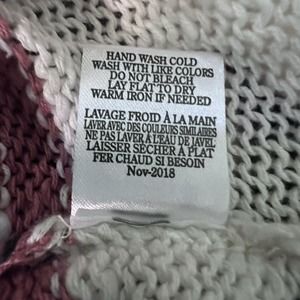 HAND WASH COLD
WASH WITH LIKE COLORS
DO NOT BLEACH
LAY FLAT TO DRY
WARM IRON IF NEEDED
LAVAGE FROID À LA MAIN
LAVER AVEC DES COULEURS SIMILAIRES
NE PAS LAVER À L'EAU DE JAVEL
LAISSER SÉCHER À PLAT
FER CHAUD SI BESOIN
Nov-2018